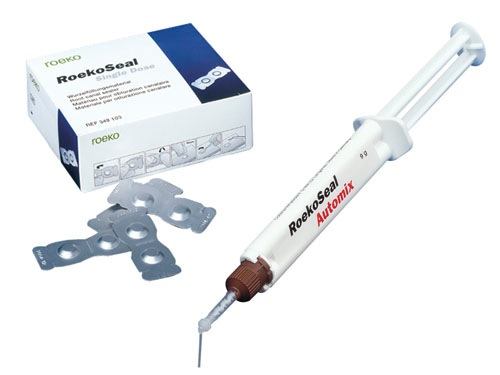 roeko
RoekoSeal
Single Dose
Wurzelfüllungsmaterial
Root canal sealer
Matériau pour obturation canalaire
Materiale per otturazione canalare
REF 349 103
roeko
RoekoSeal
Automix
9 g